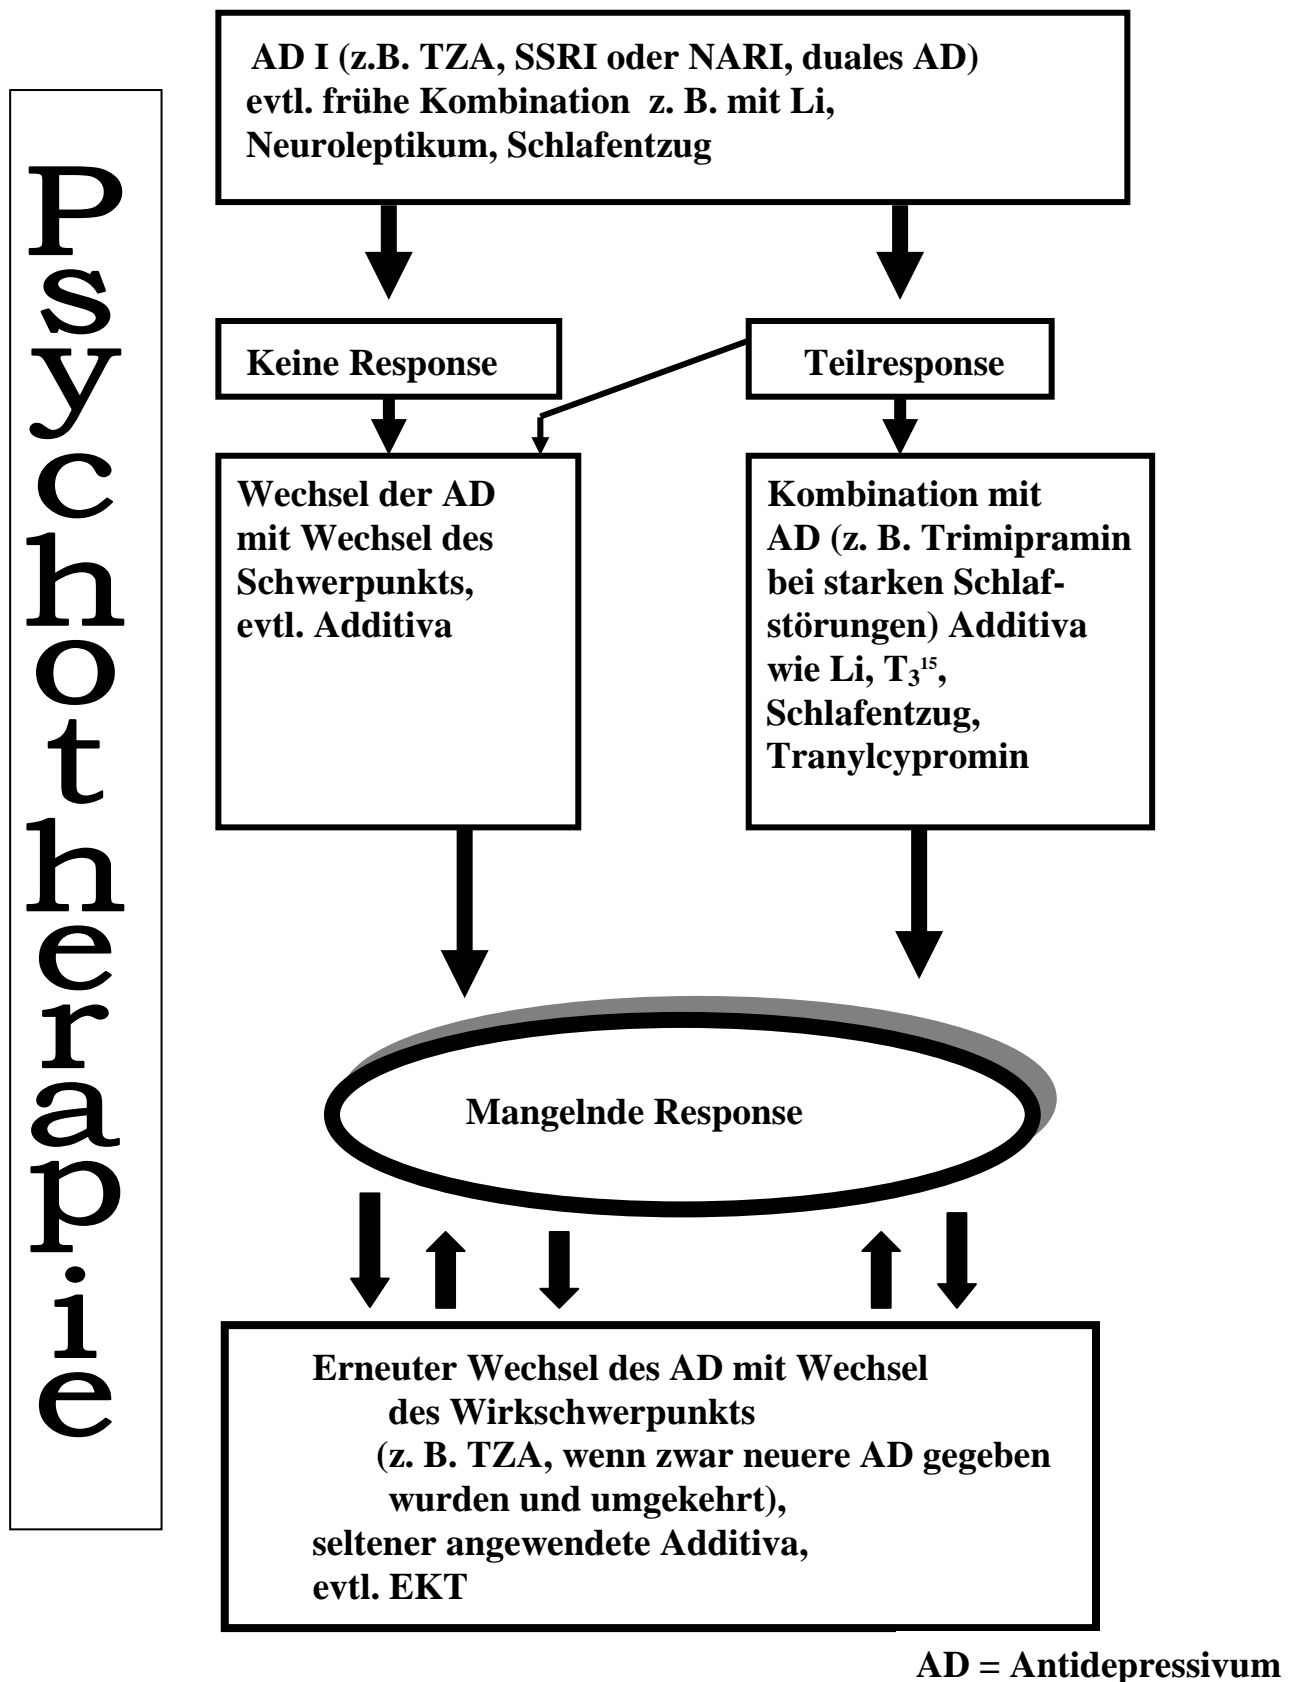 Psychotherapie
AD I (z.B. TZA, SSRI oder NARI, duales AD)
evtl. frühe Kombination z. B. mit Li,
Neuroleptikum, Schlafentzug
Keine Response
Teilresponse
Wechsel der AD
mit Wechsel des
Schwerpunkts,
evtl. Additiva
Kombination mit
AD (z. B. Trimipramin
bei starken Schlaf-
störungen) Additiva
wie Li, T₃¹⁵,
Schlafentzug,
Tranylcypromin
Mangelnde Response
Erneuter Wechsel des AD mit Wechsel
des Wirkschwerpunkts
(z. B. TZA, wenn zwar neuere AD gegeben
wurden und umgekehrt),
seltener angewendete Additiva,
evtl. EKT
AD = Antidepressivum